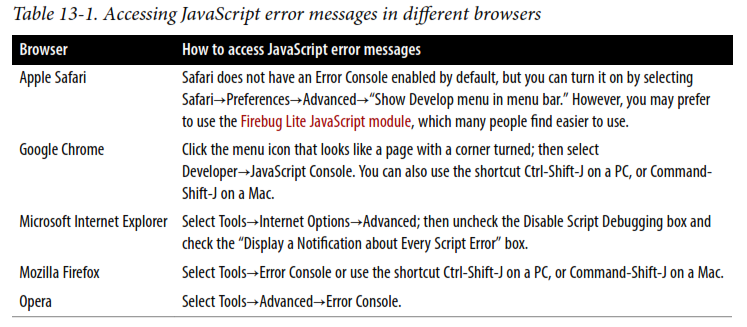 Table 13-1. Accessing JavaScript error messages in different browsers
Browser How to access JavaScript error messages
Apple Safari Safari does not have an Error Console enabled by default, but you can turn it on by selecting
Safari→Preferences→Advanced→“Show Develop menu in menu bar.” However, you may prefer
to use the Firebug Lite JavaScript module, which many people find easier to use.
Google Chrome Click the menu icon that looks like a page with a corner turned; then select
Developer→JavaScript Console. You can also use the shortcut Ctrl-Shift-J on a PC, or Command-
Shift-J on a Mac.
Microsoft Internet Explorer Select Tools→Internet Options→Advanced; then uncheck the Disable Script Debugging box and
check the “Display a Notification about Every Script Error” box.
Mozilla Firefox Select Tools→Error Console or use the shortcut Ctrl-Shift-J on a PC, or Command-Shift-J on a Mac.
Opera Select Tools→Advanced→Error Console.